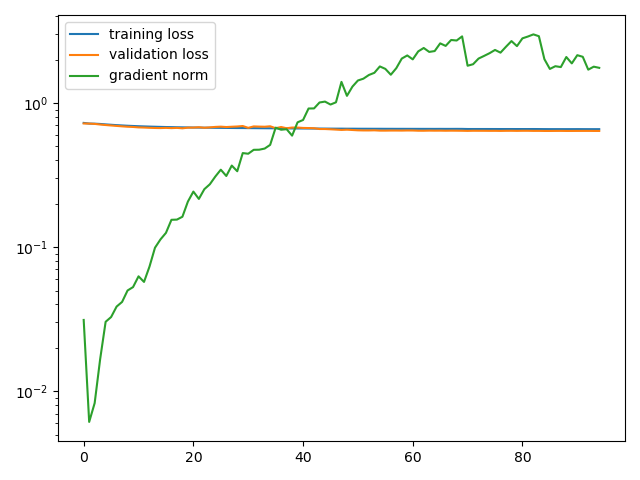 training loss
validation loss
gradient norm
10⁰
10⁻¹
10⁻²
0 20 40 60 80